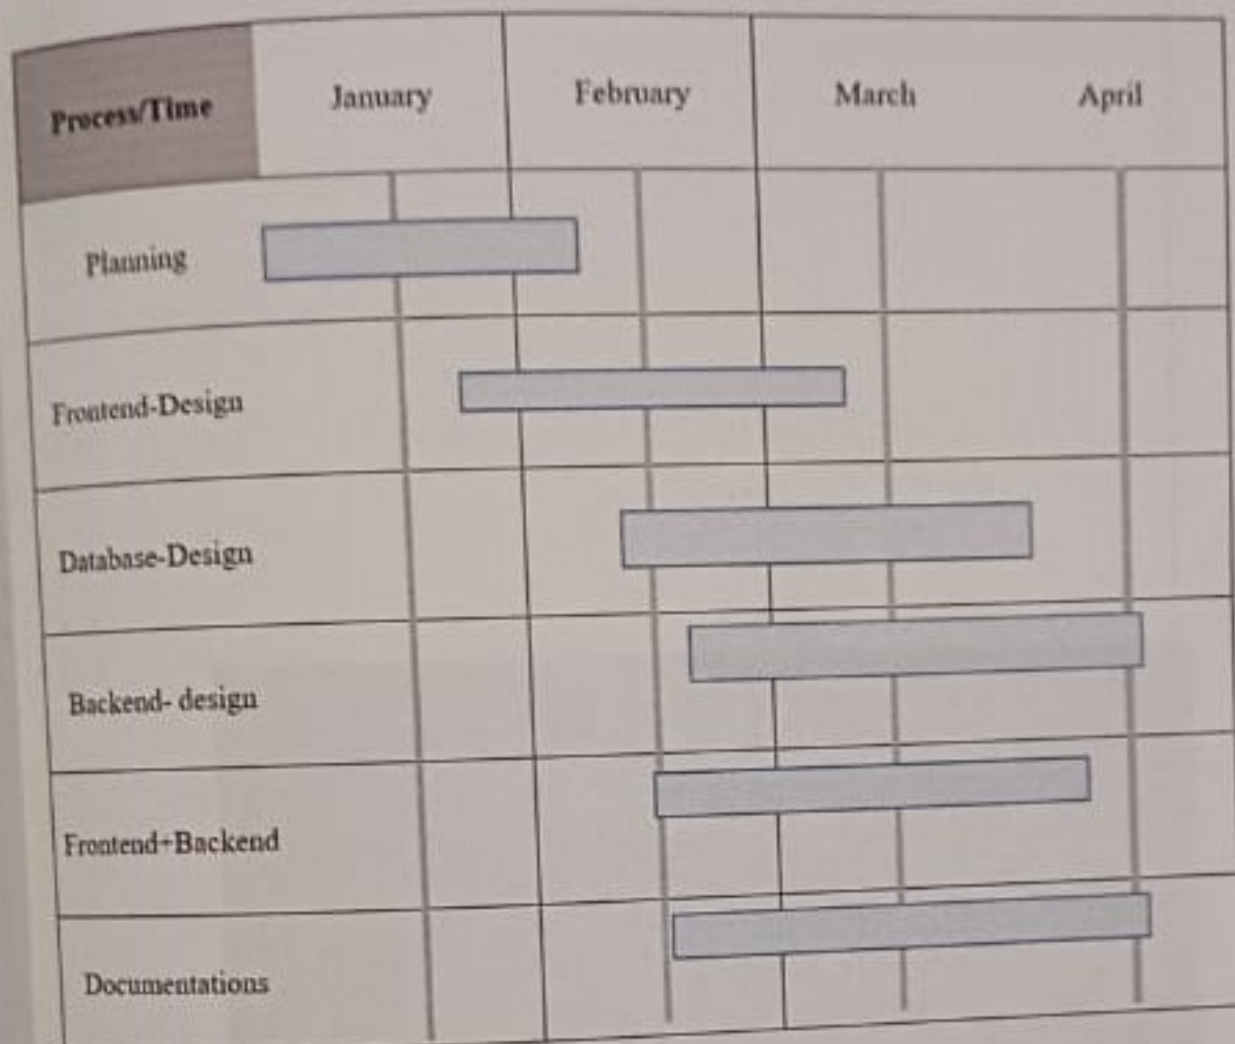 Process/Time January February March April
Planning
Frontend-Design
Database-Design
Backend- design
Frontend+Backend
Documentations